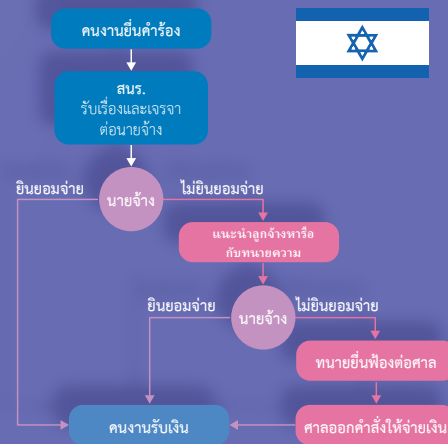 คนงานยื่นคำร้อง
สนร.
รับเรื่องและเจรจา
ต่อนายจ้าง
ยินยอมจ่าย
นายจ้าง
ไม่ยินยอมจ่าย
แนะนำลูกจ้างหารือ
กับทนายความ
ยินยอมจ่าย
นายจ้าง
ไม่ยินยอมจ่าย
ทนายยื่นฟ้องต่อศาล
คนงานรับเงิน
ศาลออกคำสั่งให้จ่ายเงิน